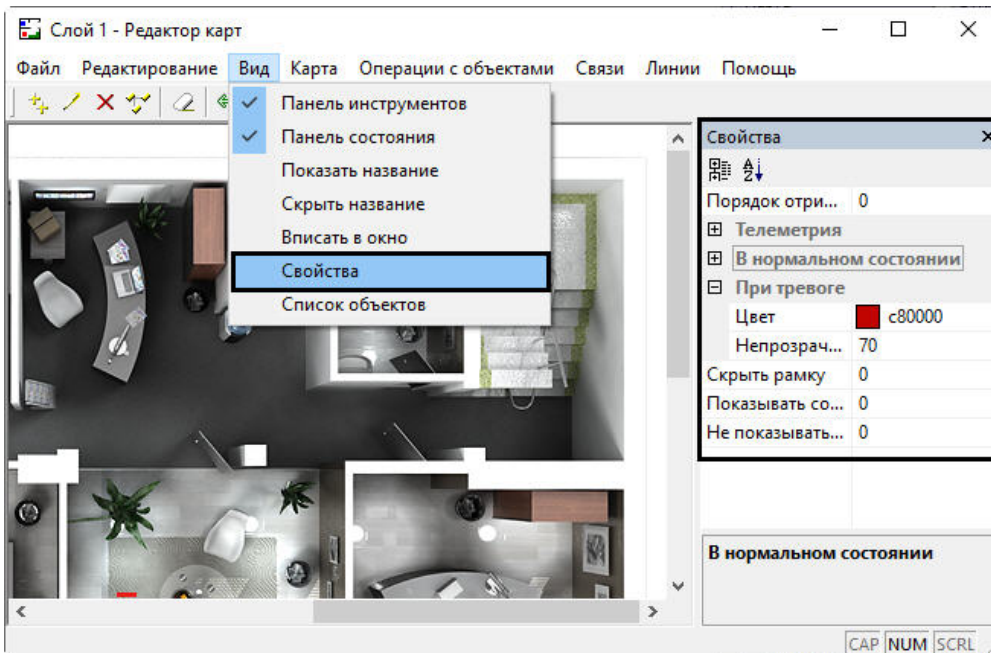 Слой 1 - Редактор карт
Файл Редактирование Вид Карта Операции с объектами Связи Линии Помощь
Панель инструментов
Панель состояния
Показать название
Скрыть название
Вписать в окно
Свойства
Список объектов
Свойства
Порядок отри... 0
Телеметрия
В нормальном состоянии
При тревоге
Цвет c80000
Непрозрач... 70
Скрыть рамку 0
Показывать со... 0
Не показывать... 0
В нормальном состоянии
CAP NUM SCRL